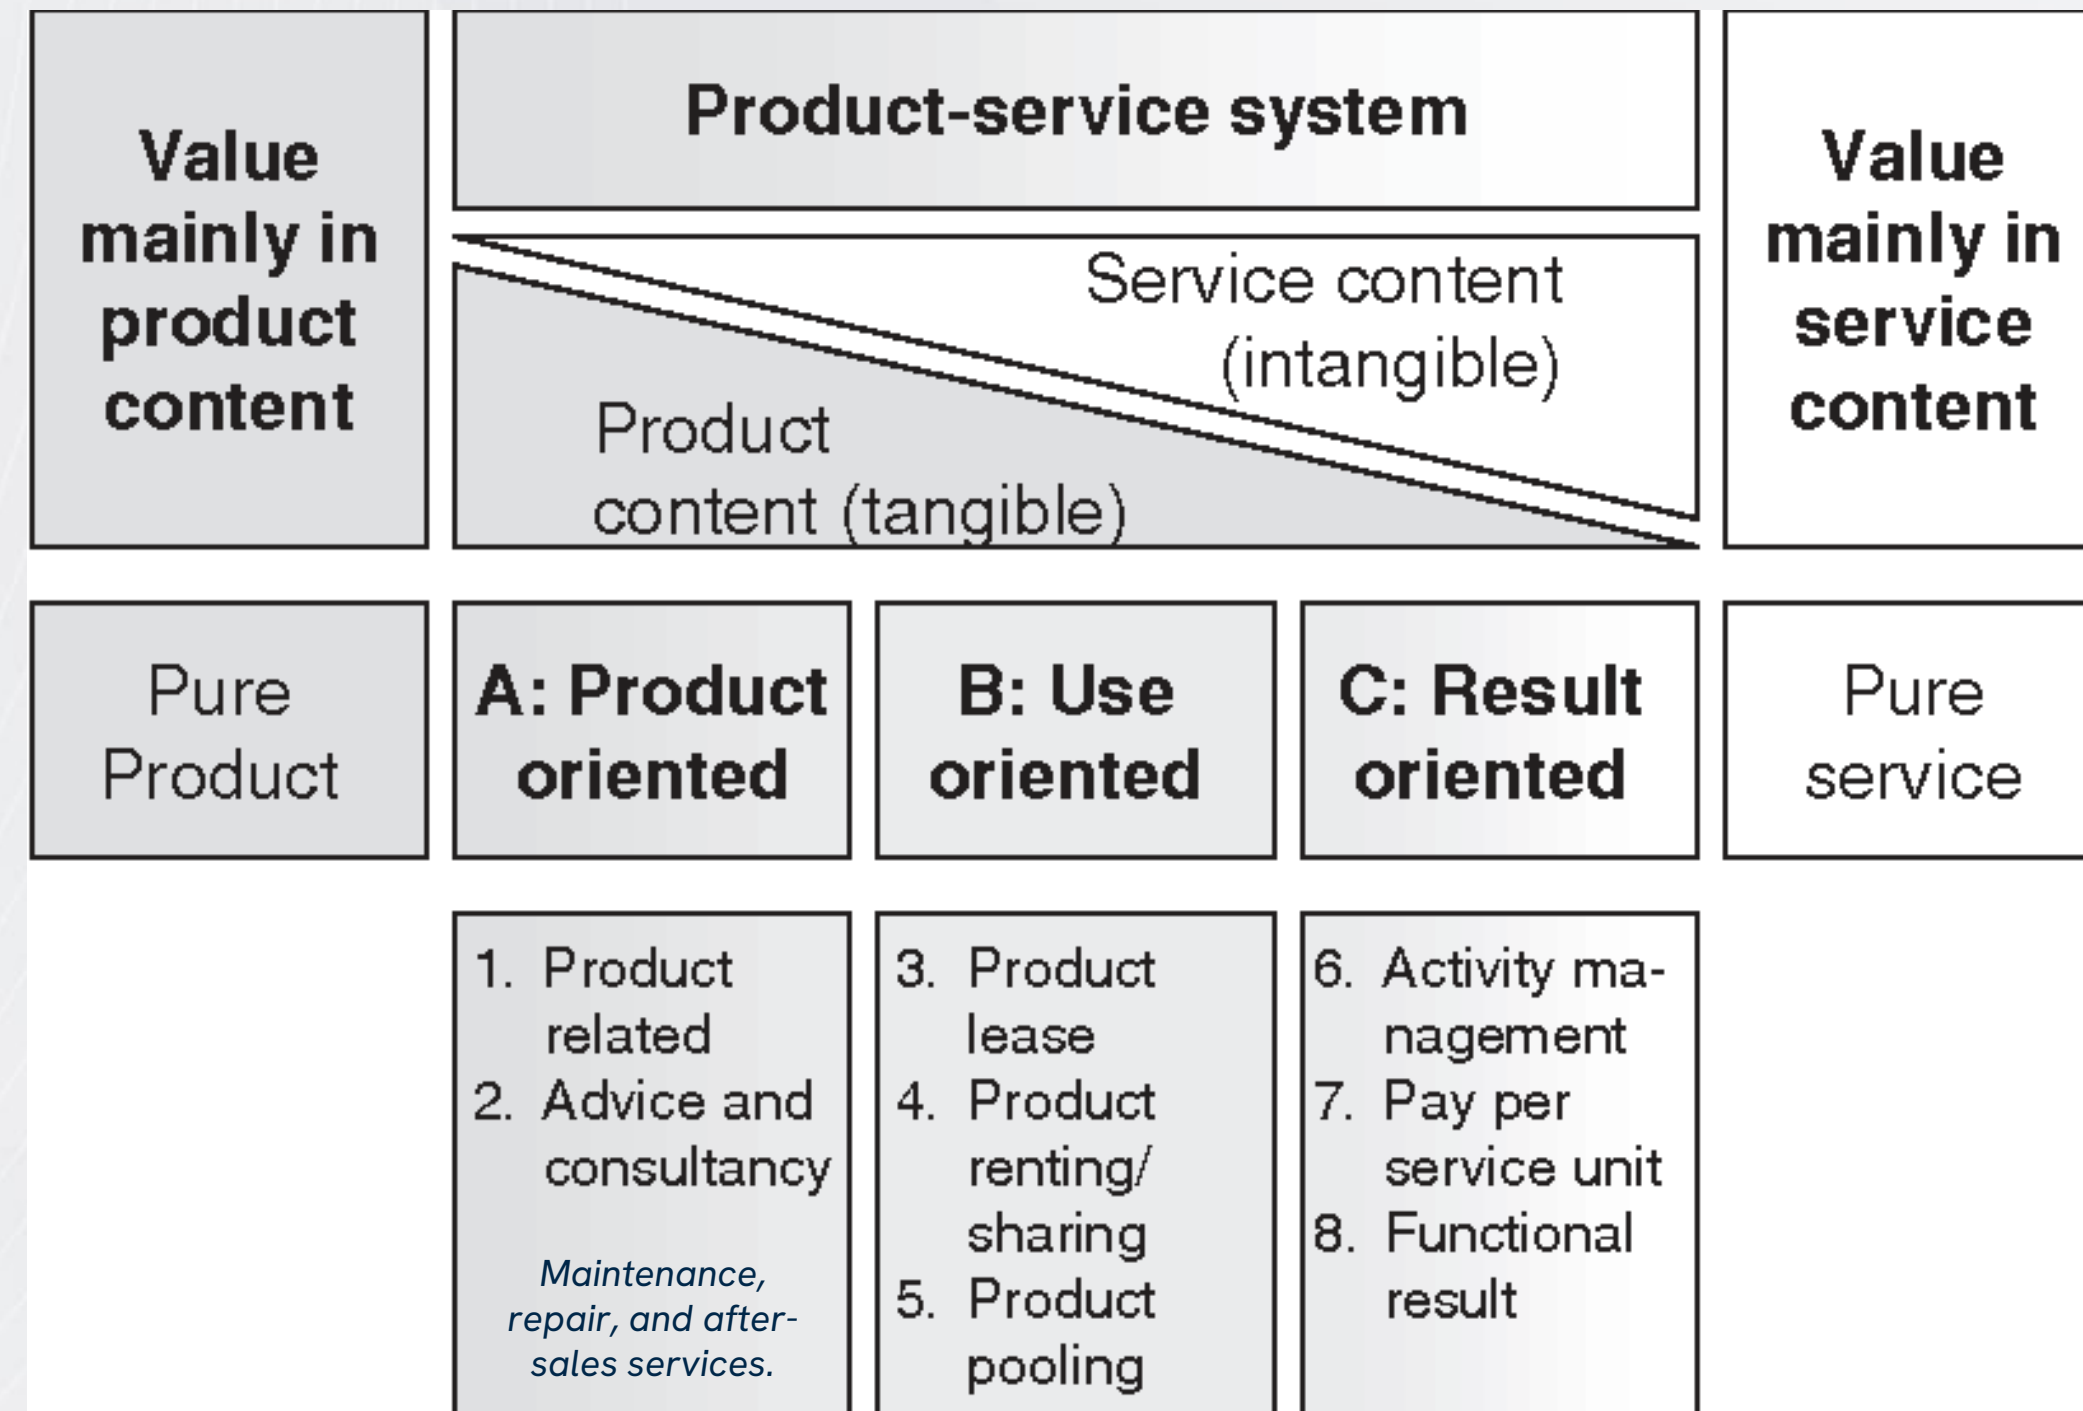 Value
mainly in
product
content
Product-service system
Service content
(intangible)
Product
content (tangible)
Value
mainly in
service
content
Pure
Product
A: Product
oriented
B: Use
oriented
C: Result
oriented
Pure
service
1. Product
related
2. Advice and
consultancy
Maintenance,
repair, and after-
sales services.
3. Product
lease
4. Product
renting/
sharing
5. Product
pooling
6. Activity ma-
nagement
7. Pay per
service unit
8. Functional
result